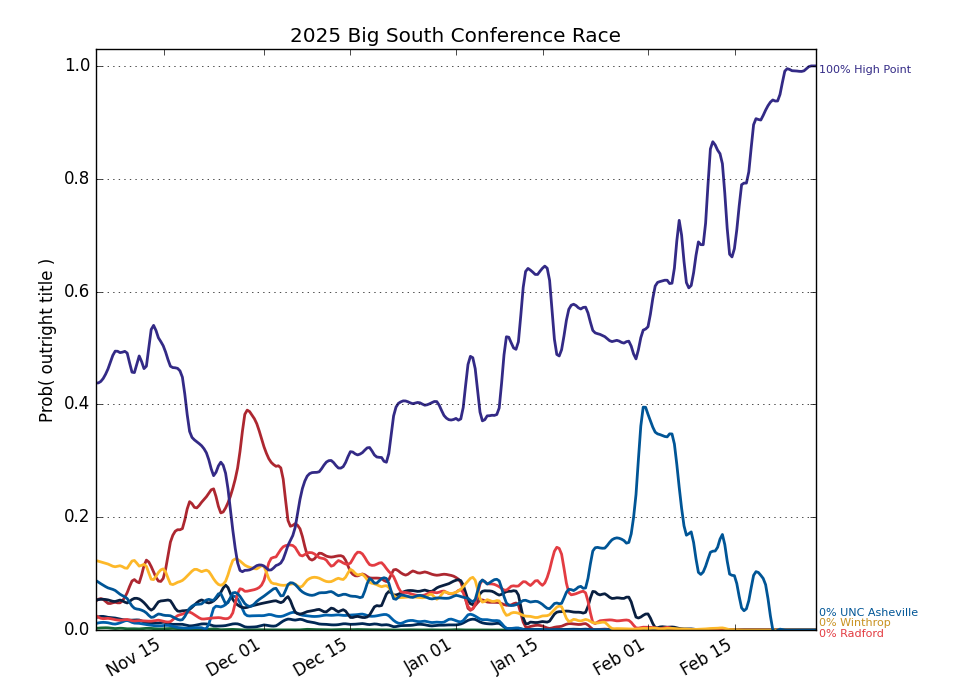 2025 Big South Conference Race
1.0
0.8
0.6
0.4
0.2
0.0
Prob( outright title )
Nov 15
Dec 01
Dec 15
Jan 01
Jan 15
Feb 01
Feb 15
100% High Point
0% UNC Asheville
0% Winthrop
0% Radford